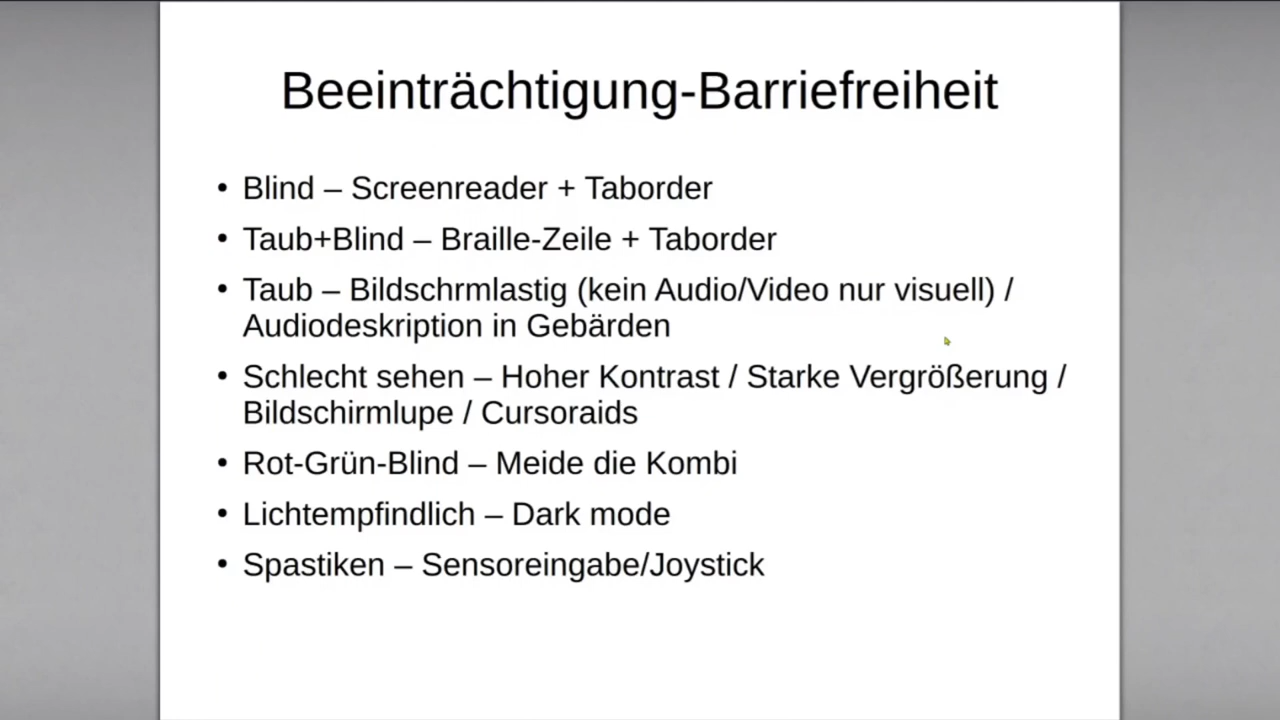 Beeinträchtigung-Barriefreiheit
• Blind – Screenreader + Taborder
• Taub+Blind – Braille-Zeile + Taborder
• Taub – Bildschrmlastig (kein Audio/Video nur visuell) /
Audiodeskription in Gebärden
• Schlecht sehen – Hoher Kontrast / Starke Vergrößerung /
Bildschirmlupe / Cursoraids
• Rot-Grün-Blind – Meide die Kombi
• Lichtempfindlich – Dark mode
• Spastiken – Sensoreingabe/Joystick